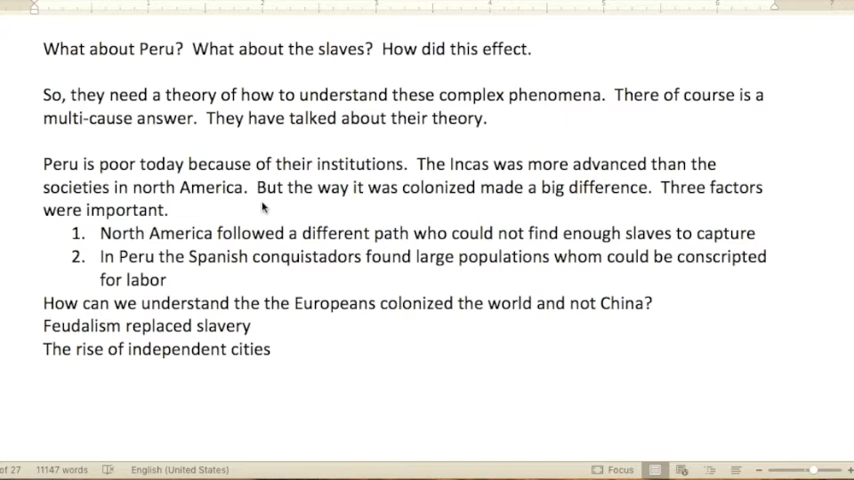 What about Peru? What about the slaves? How did this effect.
So, they need a theory of how to understand these complex phenomena. There of course is a
multi-cause answer. They have talked about their theory.
Peru is poor today because of their institutions. The Incas was more advanced than the
societies in north America. But the way it was colonized made a big difference. Three factors
were important.
1. North America followed a different path who could not find enough slaves to capture
2. In Peru the Spanish conquistadors found large populations whom could be conscripted
for labor
How can we understand the the Europeans colonized the world and not China?
Feudalism replaced slavery
The rise of independent cities
of 27 11147 words English (United States) Focus